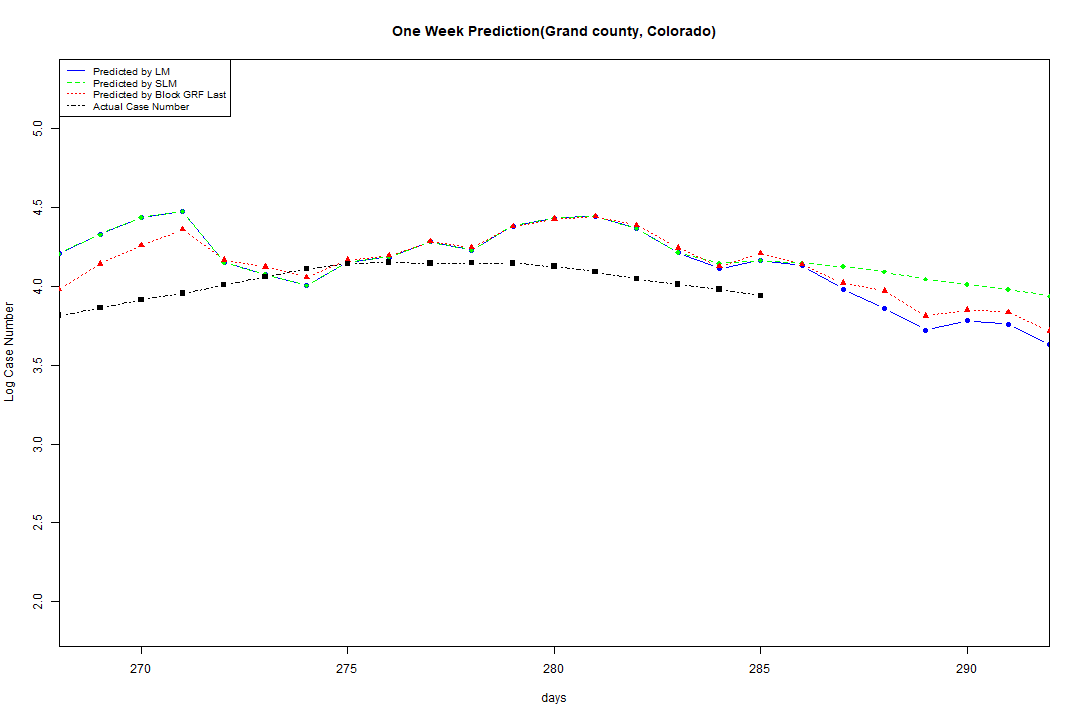 One Week Prediction(Grand county, Colorado)
Predicted by LM
Predicted by SLM
Predicted by Block GRF Last
Actual Case Number
Log Case Number
5.0
4.5
4.0
3.5
3.0
2.5
2.0
270 275 280 285 290
days